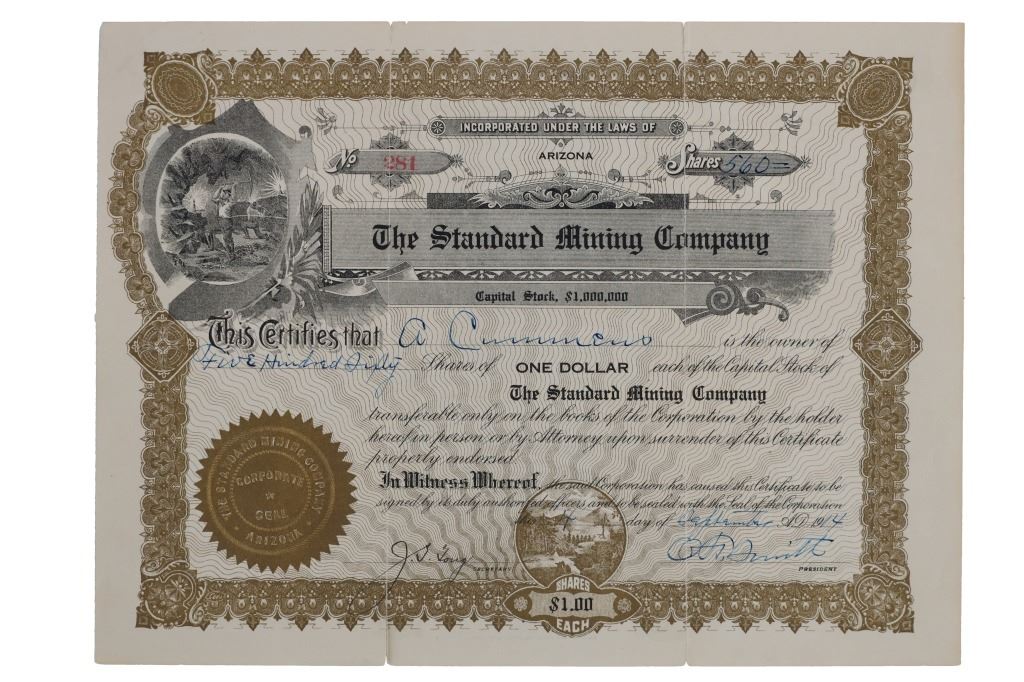 INCORPORATED UNDER THE LAWS OF
ARIZONA
No 281
Shares 560
The Standard Mining Company
Capital Stock, $1,000,000
This Certifies that A Cummens is the owner of
Five Hundred Sixty Shares of ONE DOLLAR each of the Capital Stock of
The Standard Mining Company
transferable only on the books of the Corporation by the holder
hereof in person or by Attorney upon surrender of this Certificate
properly endorsed.
In Witness Whereof, the said Corporation has caused this Certificate to be
signed by its duly authorized officers and to be sealed with the Seal of the Corporation
this 4 day of September A.D. 1914
THE STANDARD MINING COMPANY
CORPORATE
SEAL
ARIZONA
J. S. SECRETARY
PRESIDENT
SHARES
$1.00
EACH